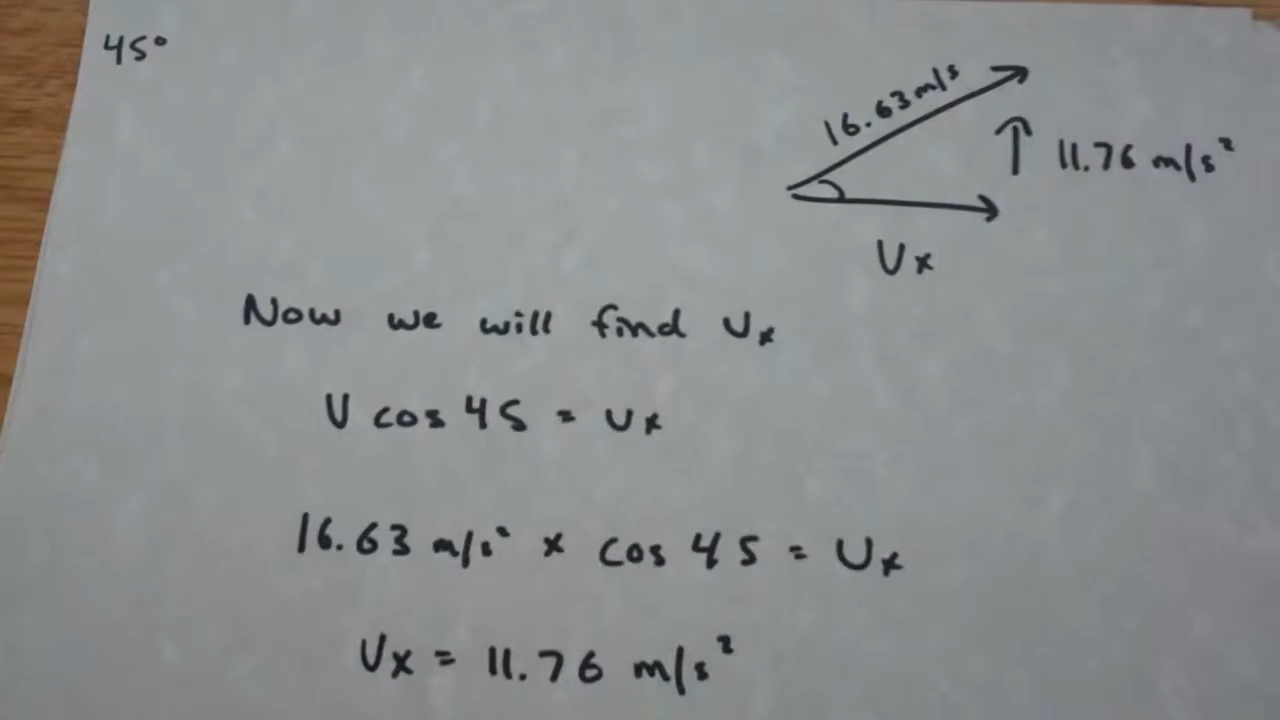 45°
16.63 m/s
11.76 m/s²
Ux
Now we will find Ux
U cos 45 = Ux
16.63 m/s² x cos 45 = Ux
Ux = 11.76 m/s²